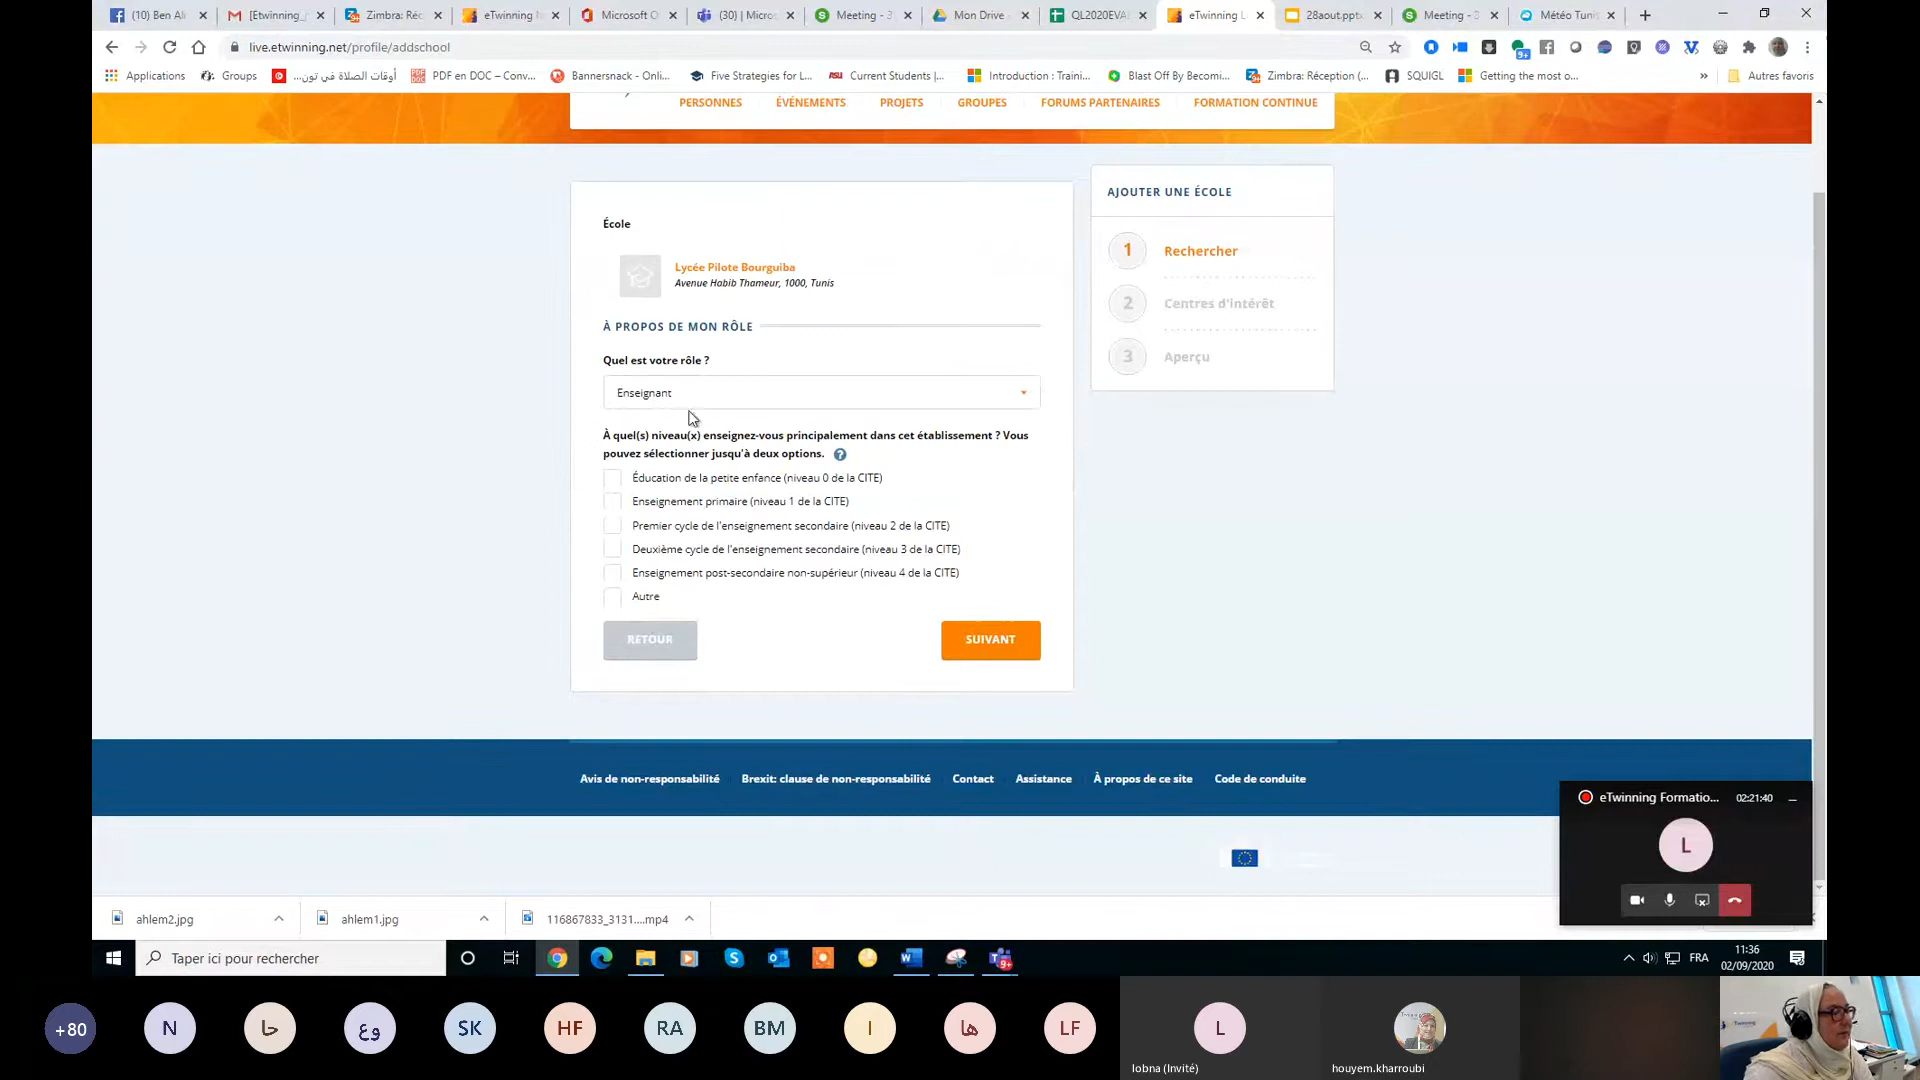 (10) Ben Ali
[Etwinning_
Zimbra: Réc
eTwinning N
Microsoft O
(30) | Micros
Meeting - 3
Mon Drive
QL2020EVA
eTwinning L
28aout.pptx
Meeting - 3
Météo Tunis
live.etwinning.net/profile/addschool
Applications
Groups
أوقات الصلاة في تون...
PDF en DOC – Conv...
Bannersnack - Onli...
Five Strategies for L...
Current Students |...
Introduction : Traini...
Blast Off By Becomi...
Zimbra: Réception (...
SQUIGL
Getting the most o...
»
Autres favoris
PERSONNES
ÉVÉNEMENTS
PROJETS
GROUPES
FORUMS PARTENAIRES
FORMATION CONTINUE
École
Lycée Pilote Bourguiba
Avenue Habib Thameur, 1000, Tunis
À PROPOS DE MON RÔLE
Quel est votre rôle ?
Enseignant
À quel(s) niveau(x) enseignez-vous principalement dans cet établissement ? Vous
pouvez sélectionner jusqu'à deux options. ?
Éducation de la petite enfance (niveau 0 de la CITE)
Enseignement primaire (niveau 1 de la CITE)
Premier cycle de l'enseignement secondaire (niveau 2 de la CITE)
Deuxième cycle de l'enseignement secondaire (niveau 3 de la CITE)
Enseignement post-secondaire non-supérieur (niveau 4 de la CITE)
Autre
RETOUR
SUIVANT
AJOUTER UNE ÉCOLE
1 Rechercher
2 Centres d'intérêt
3 Aperçu
Avis de non-responsabilité
Brexit: clause de non-responsabilité
Contact
Assistance
À propos de ce site
Code de conduite
eTwinning Formatio...
02:21:40
L
ahlem2.jpg
ahlem1.jpg
116867833_3131....mp4
Taper ici pour rechercher
FRA
11:36
02/09/2020
+80
N
حا
وع
SK
HF
RA
BM
I
ها
LF
L
lobna (Invité)
houyem.kharroubi